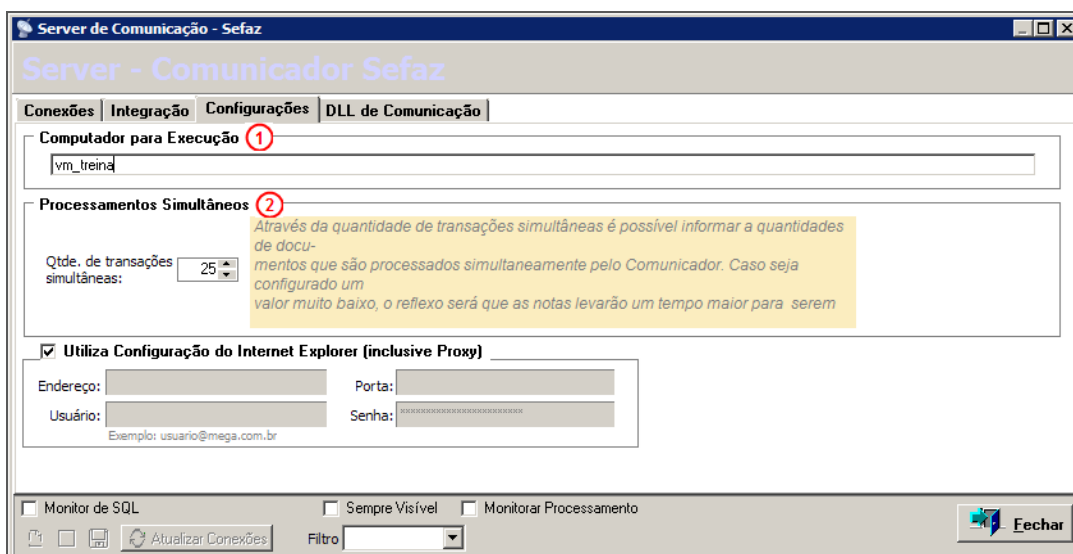 Server de Comunicação - Sefaz
Server - Comunicador Sefaz
Conexões Integração Configurações DLL de Comunicação
Computador para Execução 1
vm_treina
Processamentos Simultâneos 2
Através da quantidade de transações simultâneas é possível informar a quantidades
de docu-
mentos que são processados simultaneamente pelo Comunicador. Caso seja
configurado um
valor muito baixo, o reflexo será que as notas levarão um tempo maior para serem
Qtde. de transações
simultâneas: 25
Utiliza Configuração do Internet Explorer (inclusive Proxy)
Endereço: Porta:
Usuário: Senha: ************************
Exemplo: usuario@mega.com.br
Monitor de SQL Sempre Visível Monitorar Processamento
Atualizar Conexões Filtro Fechar